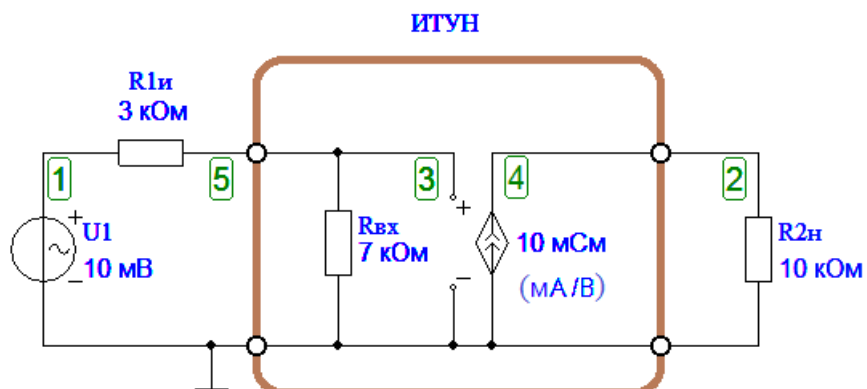 ИТУН
R1и
3 кОм
1
5
3
4
2
+
U1
10 мВ
−
Rвх
7 кОм
+
−
10 мСм
(мА/В)
R2н
10 кОм